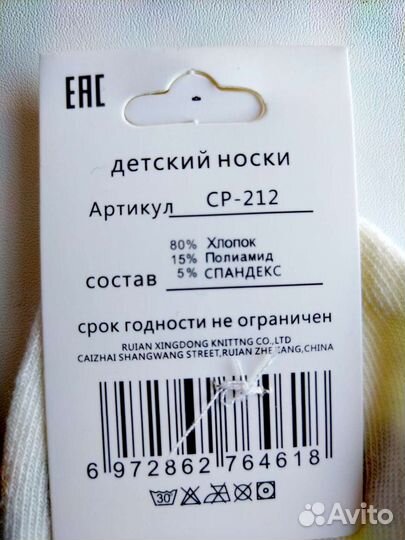 EAC
детский носки
Артикул CP-212
80% Хлопок
15% Полиамид
состав 5% СПАНДЕКС
срок годности не ограничен
RUIAN XINGDONG KNITTNG CO.,LTD
CAIZHAI SHANGWANG STREET,RUIAN ZHEJIANG,CHINA
6 972862 764618
30
Avito